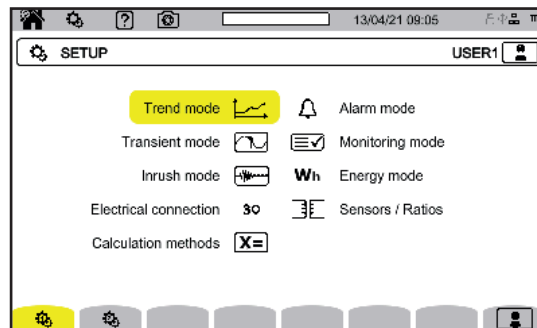 ? 13/04/21 09:05
SETUP USER1
Trend mode Alarm mode
Transient mode Monitoring mode
Inrush mode Wh Energy mode
Electrical connection 3Ø Sensors / Ratios
Calculation methods X=